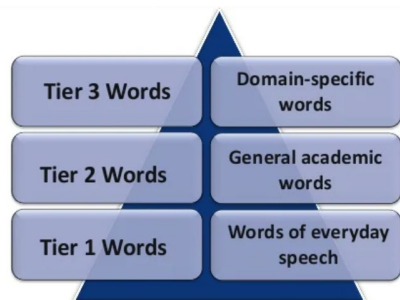 Tier 3 Words
Domain-specific
words
Tier 2 Words
General academic
words
Tier 1 Words
Words of everyday
speech